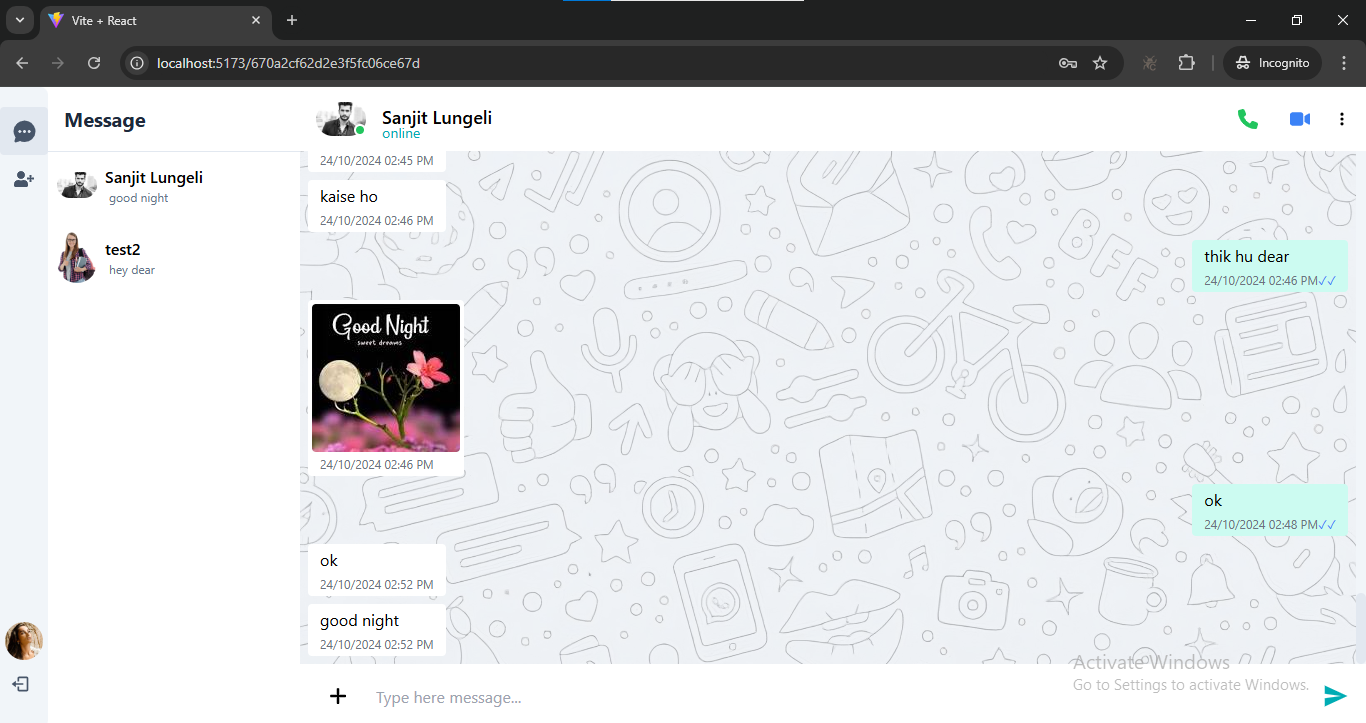 Vite + React
localhost:5173/670a2cf62d2e3f5fc06ce67d
Incognito
Message
Sanjit Lungeli
good night
test2
hey dear
Sanjit Lungeli
online
24/10/2024 02:45 PM
kaise ho
24/10/2024 02:46 PM
thik hu dear
24/10/2024 02:46 PM
Good Night
sweet dreams
24/10/2024 02:46 PM
BFF
ok
24/10/2024 02:48 PM
ok
24/10/2024 02:52 PM
good night
24/10/2024 02:52 PM
Type here message...
Activate Windows
Go to Settings to activate Windows.